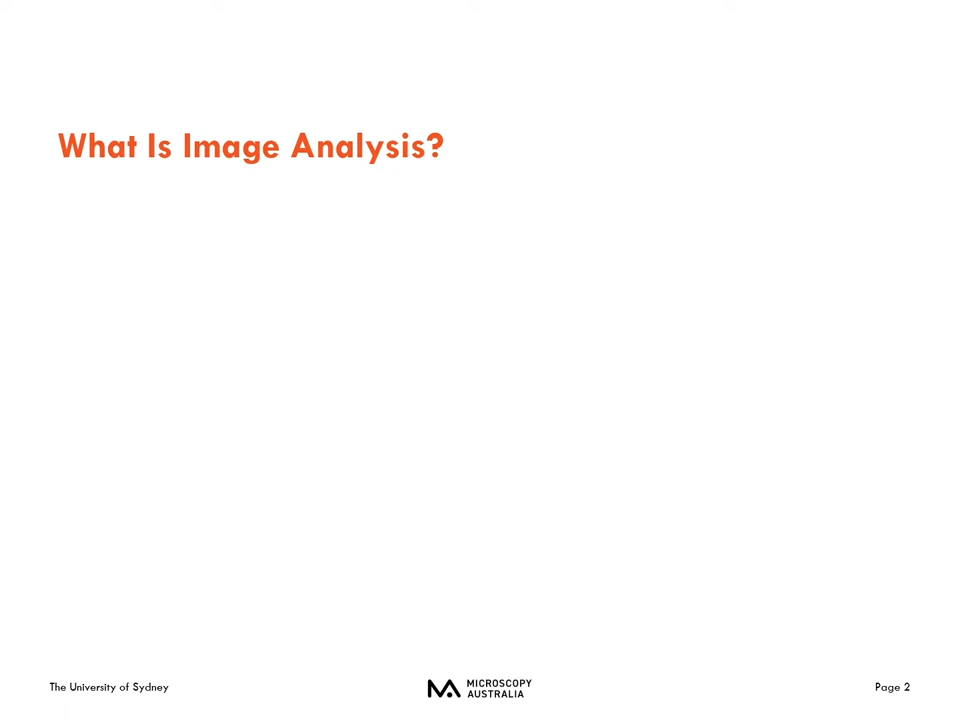 What Is Image Analysis?
The University of Sydney
MICROSCOPY
AUSTRALIA
Page 2